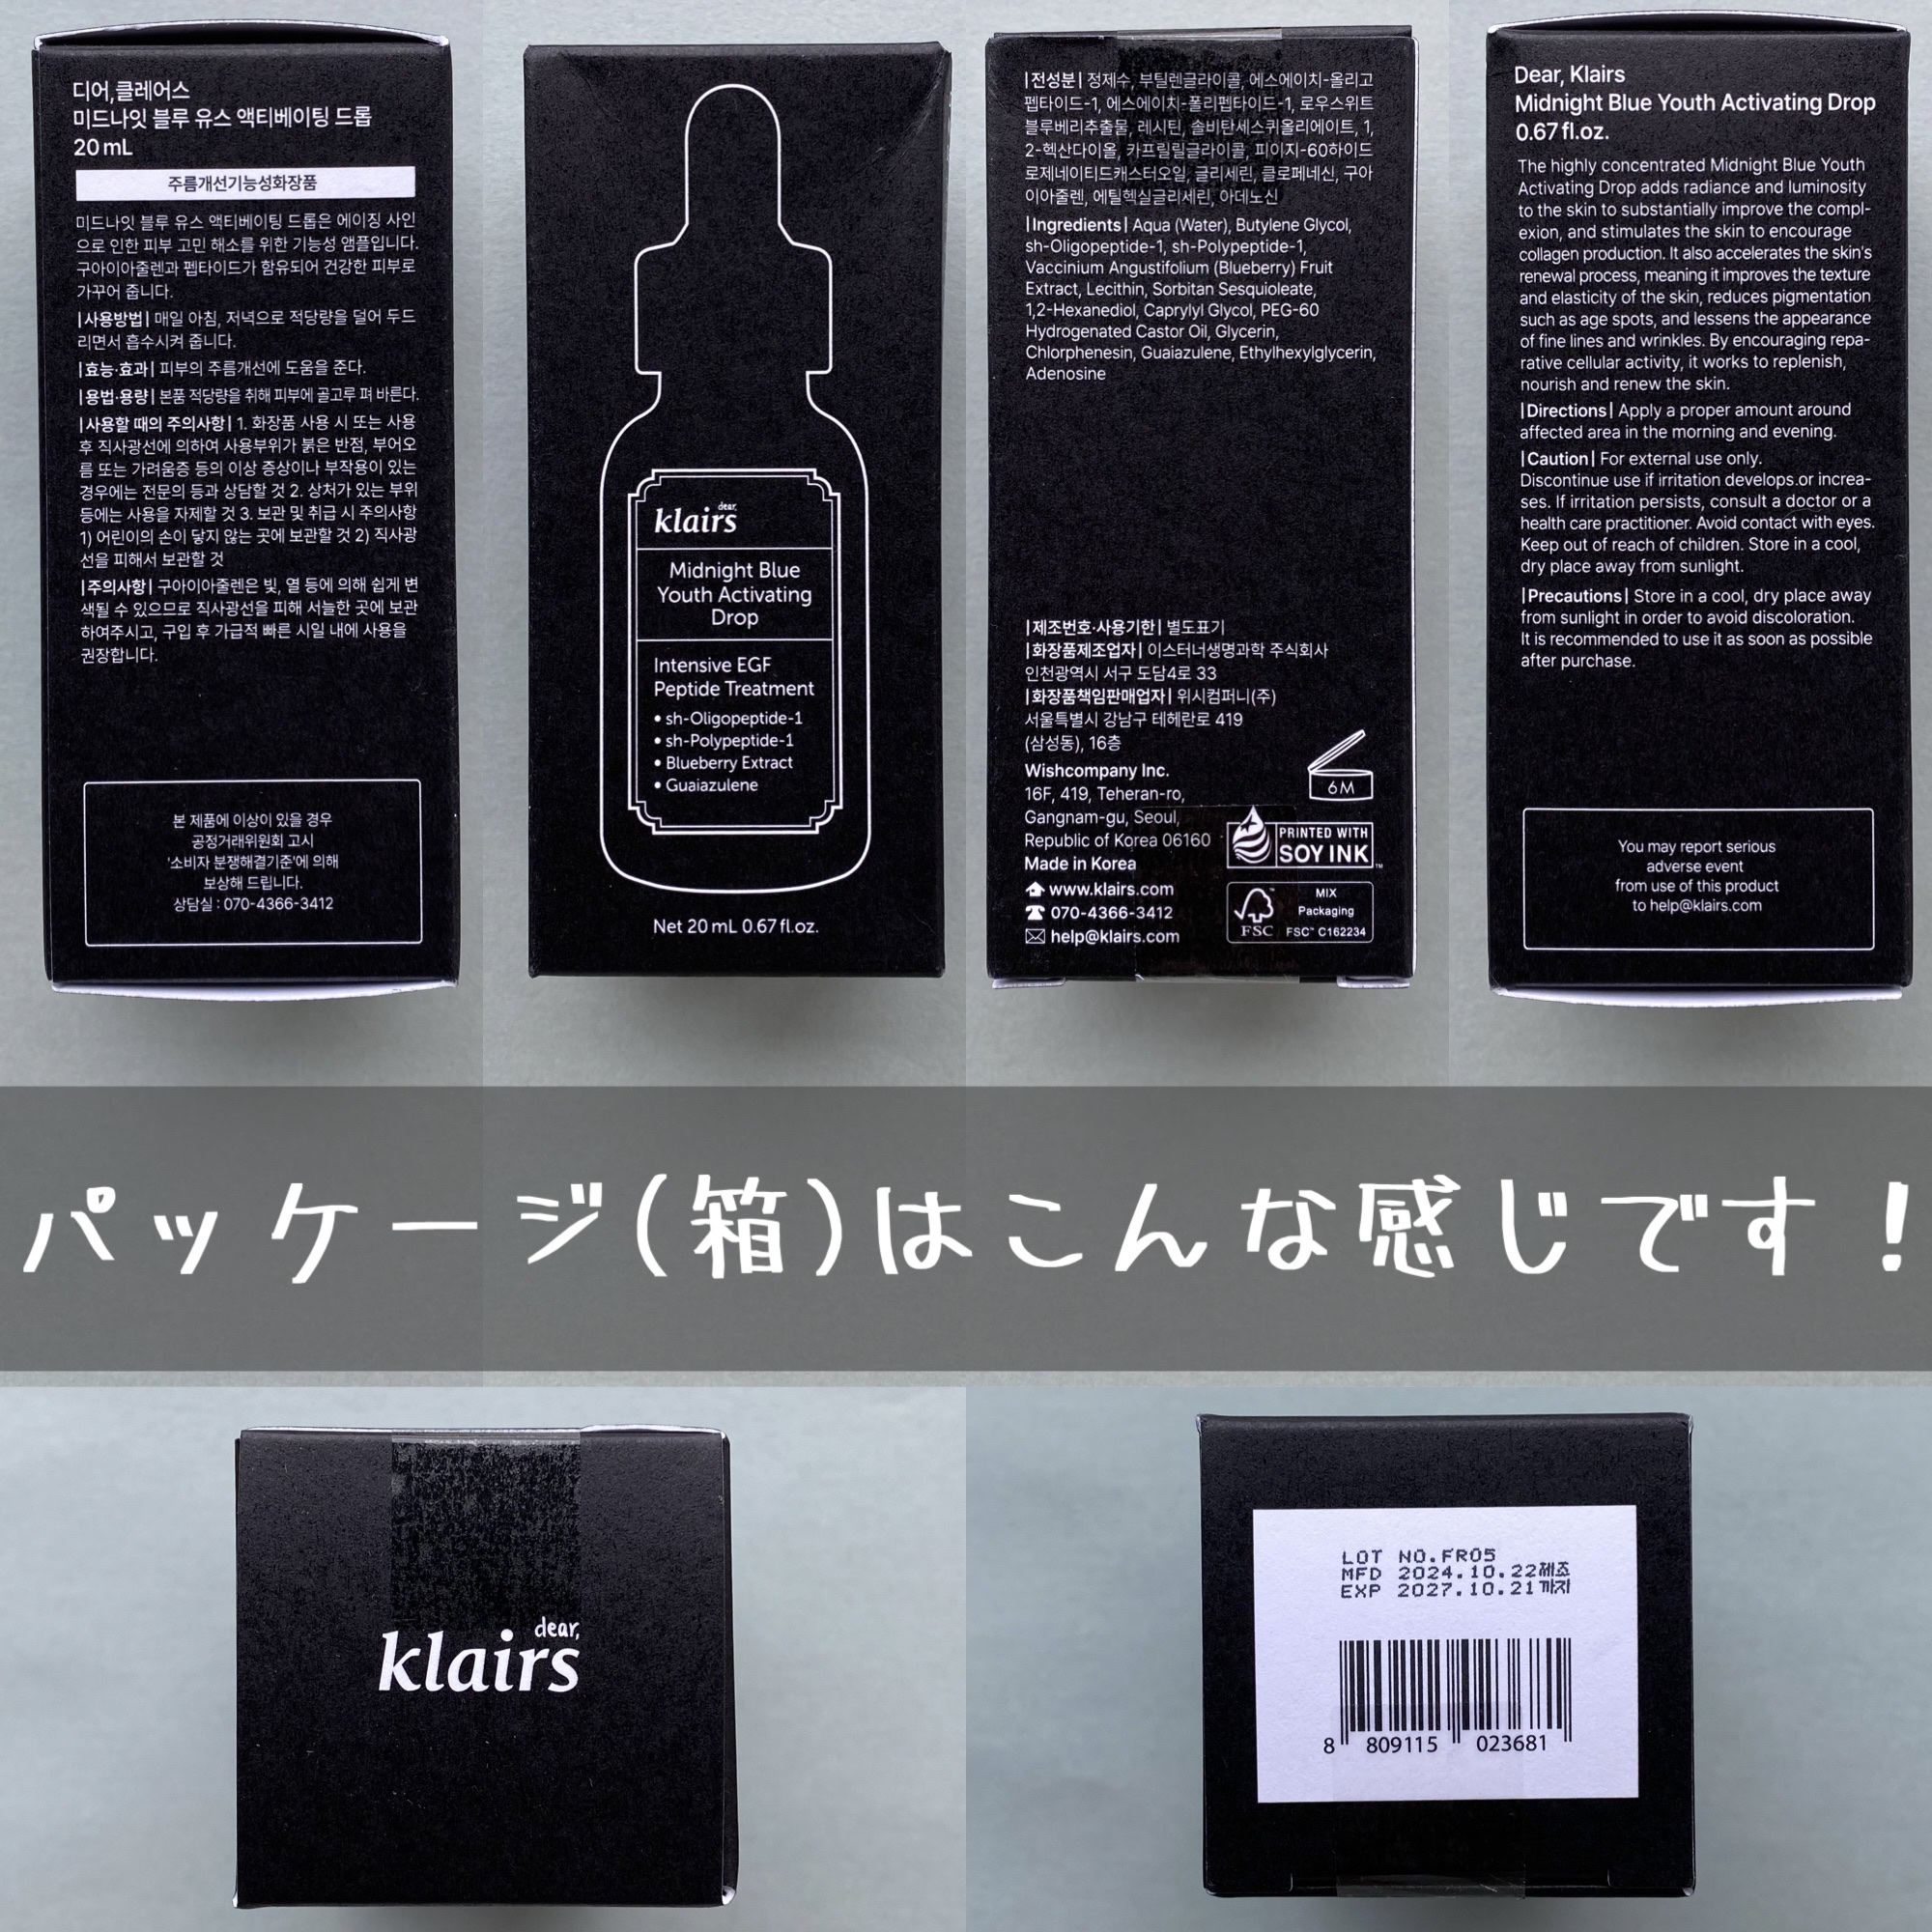 디어,클레어스
미드나잇 블루 유스 액티베이팅 드롭
20 mL
주름개선기능성화장품
미드나잇 블루 유스 액티베이팅 드롭은 에이징 사인
으로 인한 피부 고민 해소를 위한 기능성 앰플입니다.
구아이아줄렌과 펩타이드가 함유되어 건강한 피부로
가꾸어 줍니다.
|사용방법| 매일 아침, 저녁으로 적당량을 덜어 두드
리면서 흡수시켜 줍니다.
|효능·효과| 피부의 주름개선에 도움을 준다.
|용법·용량| 본품 적당량을 취해 피부에 골고루 펴 바른다.
|사용할 때의 주의사항| 1. 화장품 사용 시 또는 사용
후 직사광선에 의하여 사용부위가 붉은 반점, 부어오
름 또는 가려움증 등의 이상 증상이나 부작용이 있는
경우에는 전문의 등과 상담할 것 2. 상처가 있는 부위
등에는 사용을 자제할 것 3. 보관 및 취급 시 주의사항
1) 어린이의 손이 닿지 않는 곳에 보관할 것 2) 직사광
선을 피해서 보관할 것
|주의사항| 구아이아줄렌은 빛, 열 등에 의해 쉽게 변
색될 수 있으므로 직사광선을 피해 서늘한 곳에 보관
하여주시고, 구입 후 가급적 빠른 시일 내에 사용을
권장합니다.
본 제품에 이상이 있을 경우
공정거래위원회 고시
'소비자 분쟁해결기준'에 의해
보상해 드립니다.
상담실 : 070-4366-3412
dear,
klairs
Midnight Blue
Youth Activating
Drop
Intensive EGF
Peptide Treatment
• sh-Oligopeptide-1
• sh-Polypeptide-1
• Blueberry Extract
• Guaiazulene
Net 20 mL 0.67 fl.oz.
|전성분| 정제수, 부틸렌글라이콜, 에스에이치-올리고
펩타이드-1, 에스에이치-폴리펩타이드-1, 로우스위트
블루베리추출물, 레시틴, 솔비탄세스퀴올리에이트, 1,
2-헥산다이올, 카프릴릴글라이콜, 피이지-60하이드
로제네이티드캐스터오일, 글리세린, 클로페네신, 구아
이아줄렌, 에틸헥실글리세린, 아데노신
|Ingredients| Aqua (Water), Butylene Glycol,
sh-Oligopeptide-1, sh-Polypeptide-1,
Vaccinium Angustifolium (Blueberry) Fruit
Extract, Lecithin, Sorbitan Sesquioleate,
1,2-Hexanediol, Caprylyl Glycol, PEG-60
Hydrogenated Castor Oil, Glycerin,
Chlorphenesin, Guaiazulene, Ethylhexylglycerin,
Adenosine
|제조번호·사용기한| 별도표기
|화장품제조업자| 이스터너생명과학 주식회사
인천광역시 서구 도담4로 33
|화장품책임판매업자| 위시컴퍼니(주)
서울특별시 강남구 테헤란로 419
(삼성동), 16층
Wishcompany Inc.
16F, 419, Teheran-ro,
Gangnam-gu, Seoul,
Republic of Korea 06160
Made in Korea
www.klairs.com
070-4366-3412
help@klairs.com
6M
PRINTED WITH
SOY INK™
FSC™
MIX
Packaging
FSC™ C162234
Dear, Klairs
Midnight Blue Youth Activating Drop
0.67 fl.oz.
The highly concentrated Midnight Blue Youth
Activating Drop adds radiance and luminosity
to the skin to substantially improve the compl-
exion, and stimulates the skin to encourage
collagen production. It also accelerates the skin's
renewal process, meaning it improves the texture
and elasticity of the skin, reduces pigmentation
such as age spots, and lessens the appearance
of fine lines and wrinkles. By encouraging repa-
rative cellular activity, it works to replenish,
nourish and renew the skin.
|Directions| Apply a proper amount around
affected area in the morning and evening.
|Caution| For external use only.
Discontinue use if irritation develops.or increa-
ses. If irritation persists, consult a doctor or a
health care practitioner. Avoid contact with eyes.
Keep out of reach of children. Store in a cool,
dry place away from sunlight.
|Precautions| Store in a cool, dry place away
from sunlight in order to avoid discoloration.
It is recommended to use it as soon as possible
after purchase.
You may report serious
adverse event
from use of this product
to help@klairs.com
パッケージ(箱)はこんな感じです!
dear,
klairs
LOT NO.FR05
MFD 2024.10.22제조
EXP 2027.10.21까지
8 809115 023681